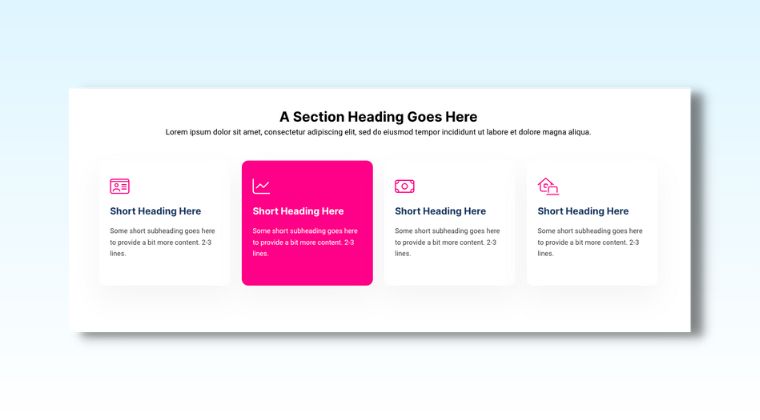 A Section Heading Goes Here
Lorem ipsum dolor sit amet, consectetur adipiscing elit, sed do eiusmod tempor incididunt ut labore et dolore magna aliqua.
Short Heading Here
Some short subheading goes here
to provide a bit more content. 2-3
lines.
Short Heading Here
Some short subheading goes here
to provide a bit more content. 2-3
lines.
Short Heading Here
Some short subheading goes here
to provide a bit more content. 2-3
lines.
Short Heading Here
Some short subheading goes here
to provide a bit more content. 2-3
lines.